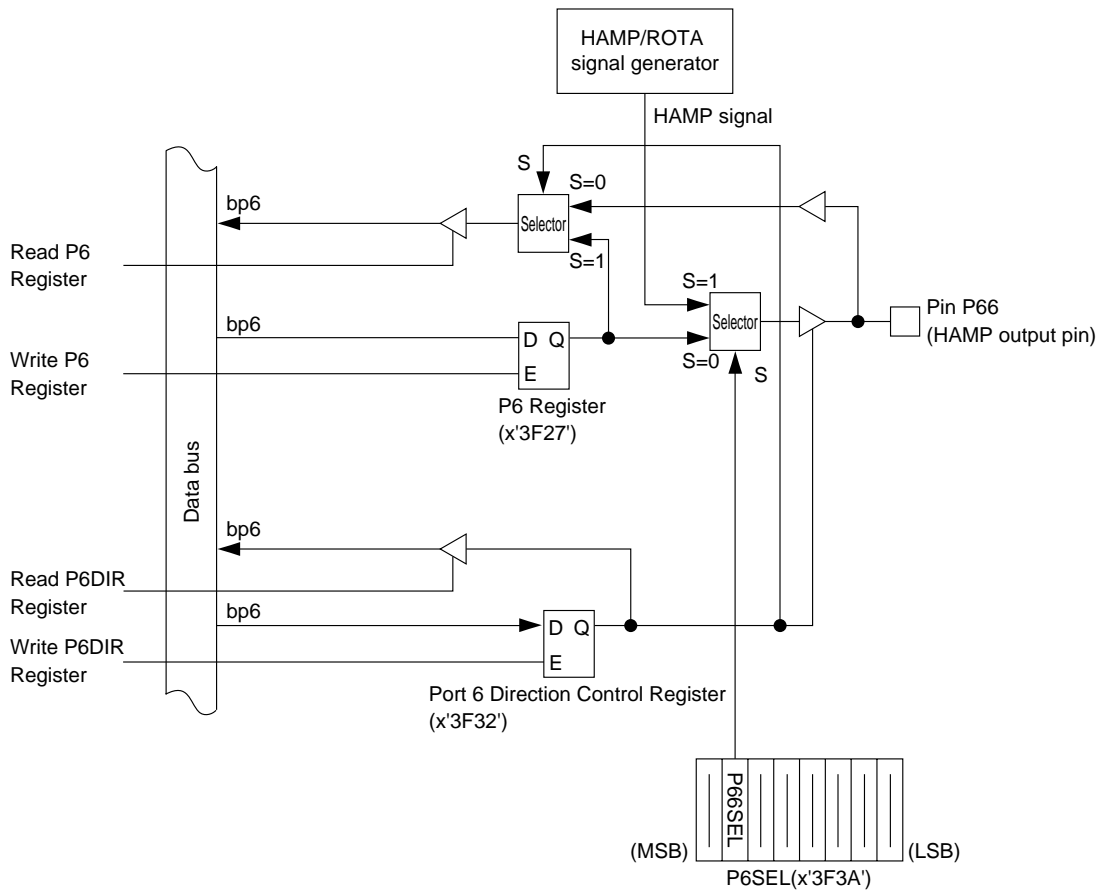 HAMP/ROTA
signal generator
HAMP signal
S
S=0
bp6
Selector
Read P6
Register
S=1
S=1
bp6
Selector
Pin P66
(HAMP output pin)
D Q
Write P6
Register
E
S=0
S
P6 Register
(x'3F27')
Data bus
bp6
Read P6DIR
Register
bp6
D Q
Write P6DIR
Register
E
Port 6 Direction Control Register
(x'3F32')
P66SEL
(MSB)
(LSB)
P6SEL(x'3F3A')